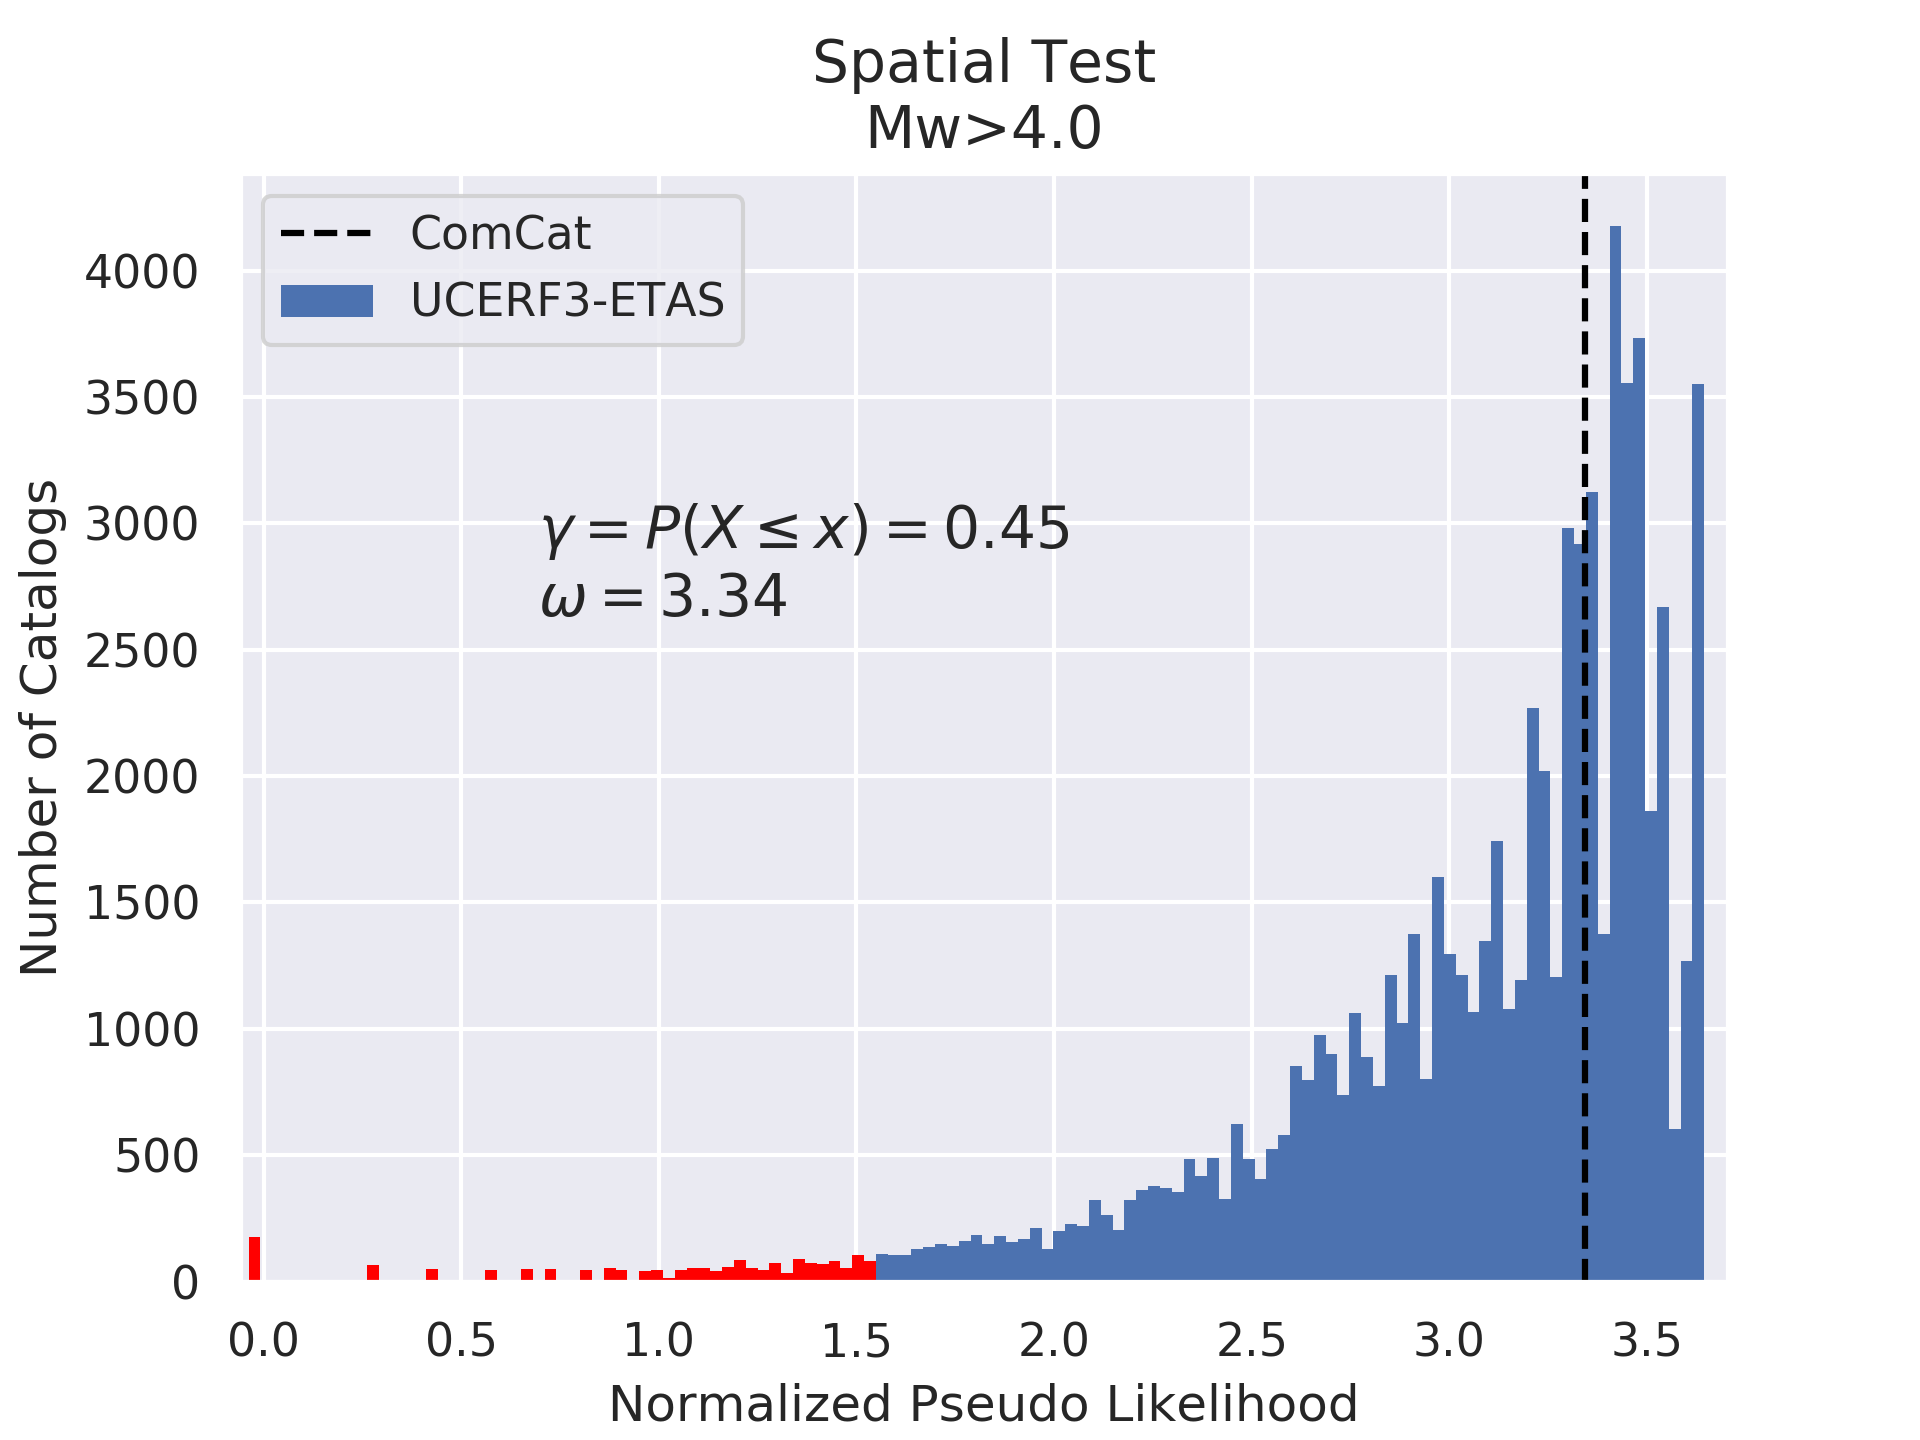 Spatial Test
Mw>4.0
ComCat
UCERF3-ETAS
γ = P(X ≤ x) = 0.45
ω = 3.34
Number of Catalogs
4000
3500
3000
2500
2000
1500
1000
500
0
0.0 0.5 1.0 1.5 2.0 2.5 3.0 3.5
Normalized Pseudo Likelihood